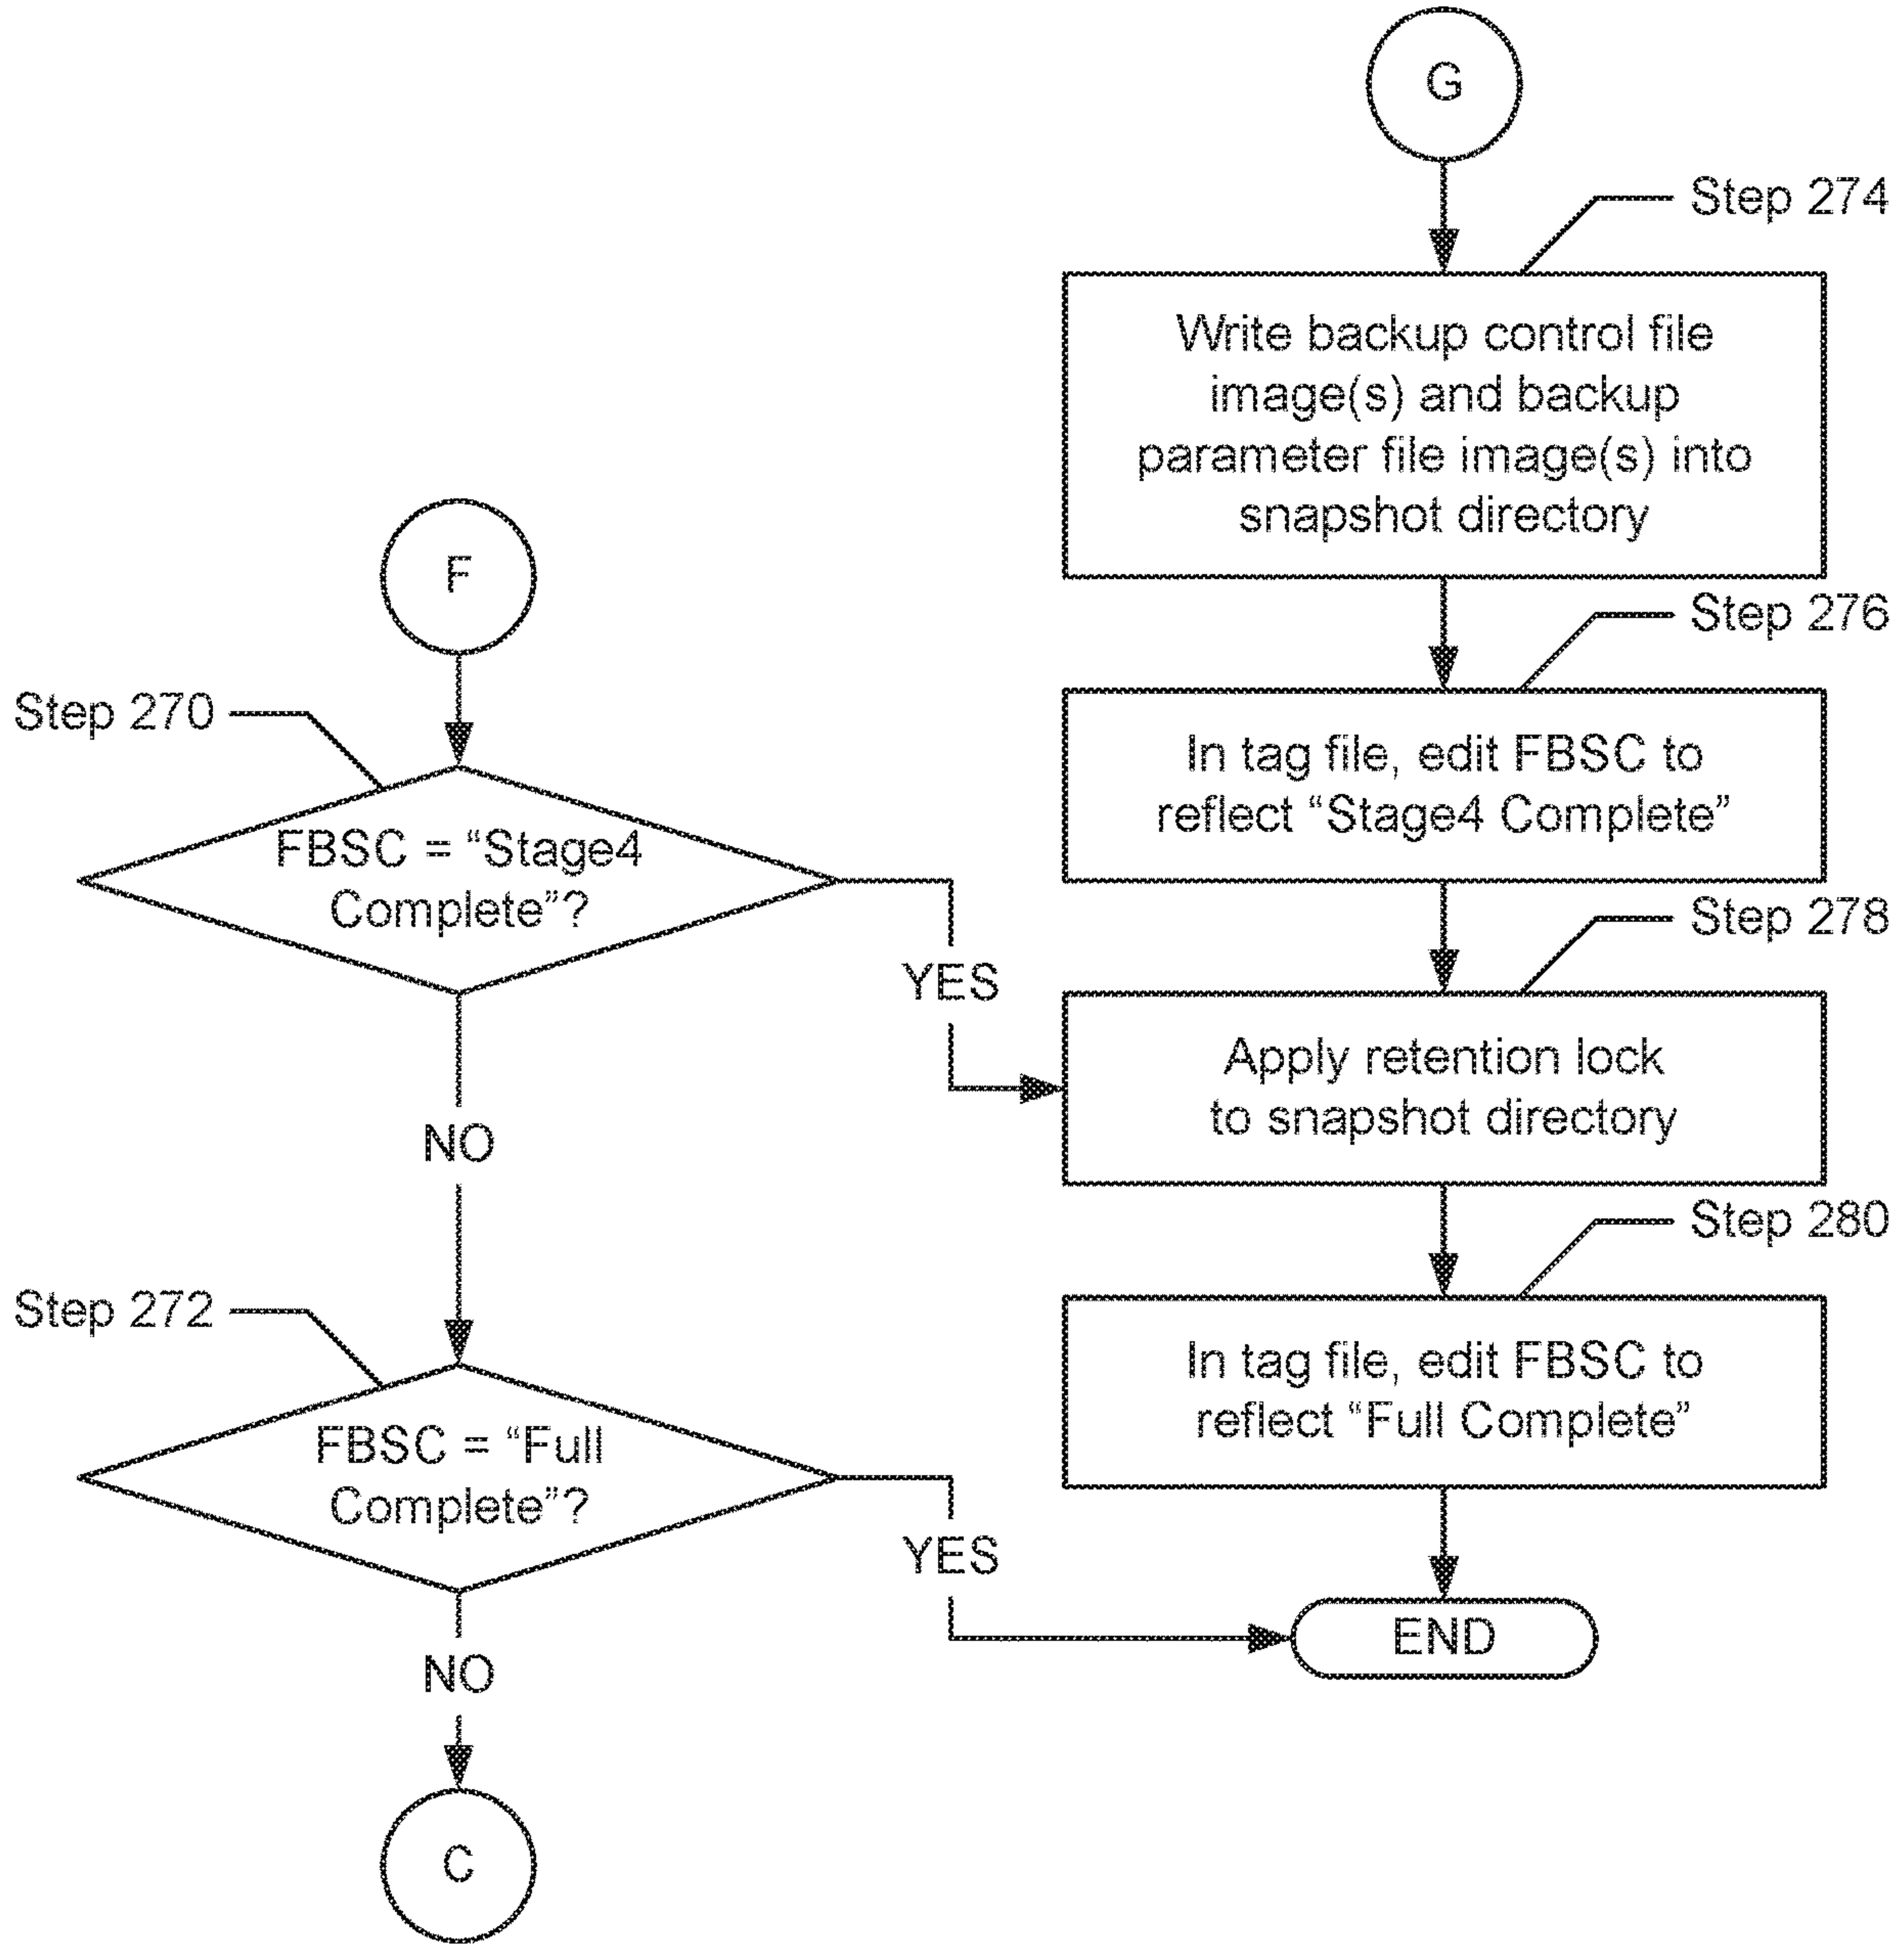 G
Step 274
Write backup control file
image(s) and backup
parameter file image(s) into
snapshot directory
F
Step 276
Step 270
In tag file, edit FBSC to
reflect “Stage4 Complete”
FBSC = “Stage4
Complete”?
Step 278
YES
Apply retention lock
to snapshot directory
NO
Step 280
Step 272
In tag file, edit FBSC to
reflect “Full Complete”
FBSC = “Full
Complete”?
YES
END
NO
C